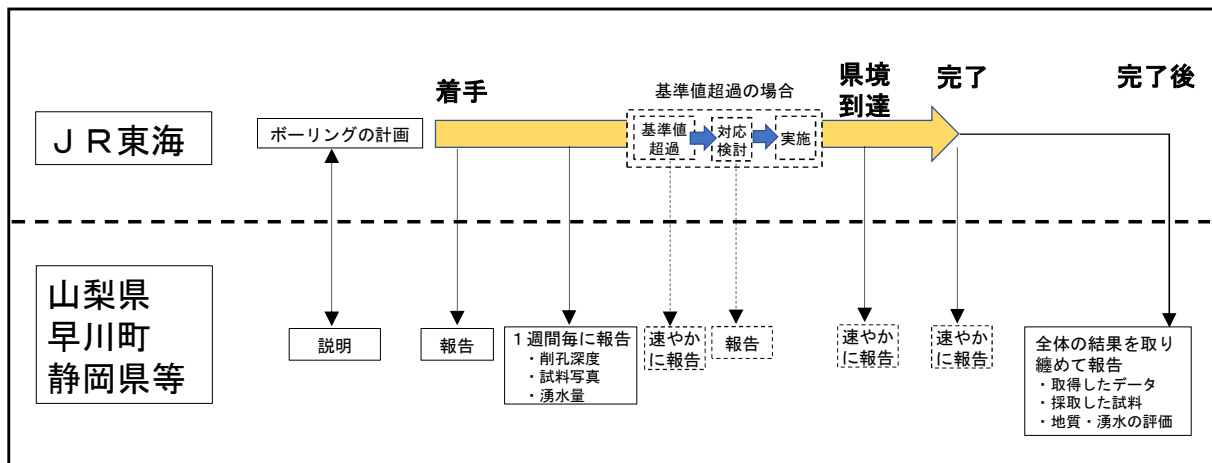 ＪＲ東海
ボーリングの計画
着手
基準値超過の場合
基準値
超過
対応
検討
実施
県境
到達
完了
完了後
山梨県
早川町
静岡県等
説明
報告
１週間毎に報告
・削孔深度
・試料写真
・湧水量
速やか
に報告
報告
速やか
に報告
速やか
に報告
全体の結果を取り
纏めて報告
・取得したデータ
・採取した試料
・地質・湧水の評価